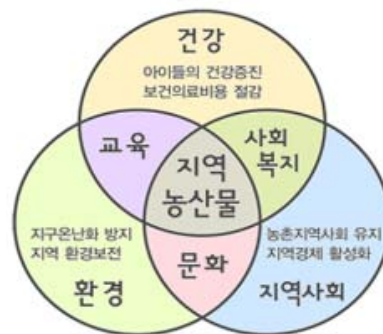 건강
아이들의 건강증진
보건의료비용 절감
교육
사회
복지
지역
농산물
지구온난화 방지
지역 환경보전
환경
문화
농촌지역사회 유지
지역경제 활성화
지역사회